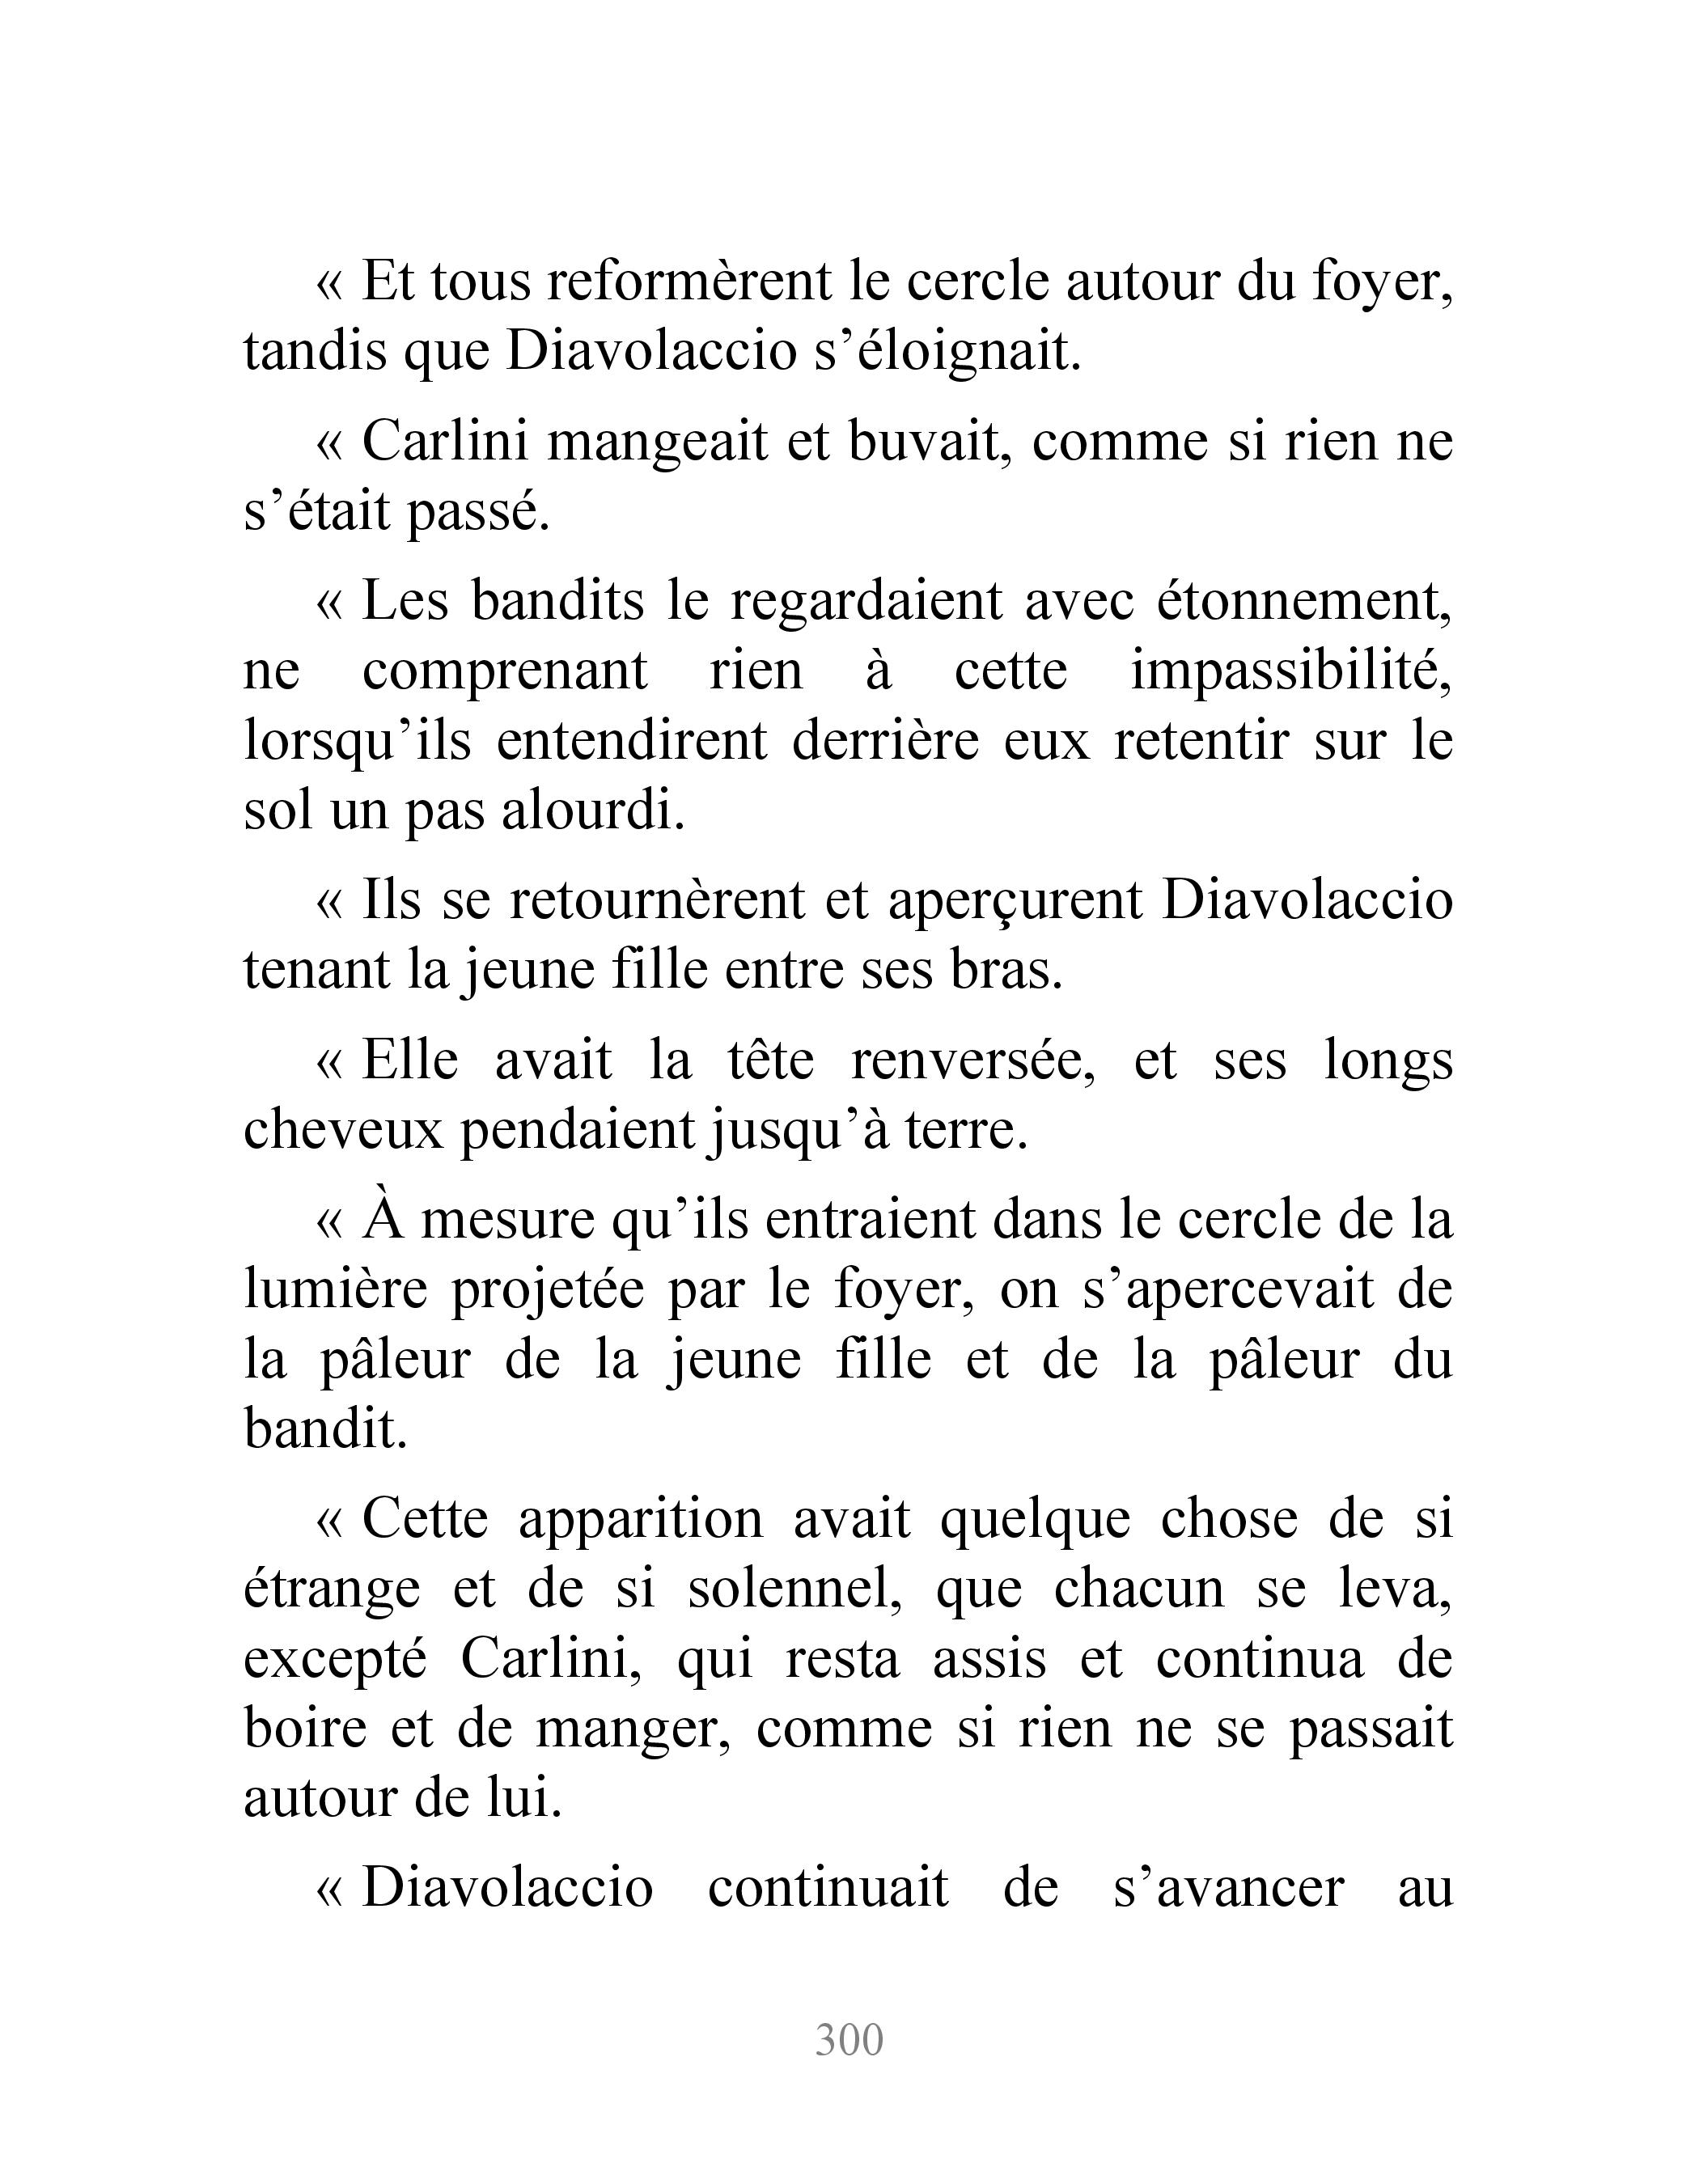 « Et tous reformèrent le cercle autour du foyer,
tandis que Diavolaccio s’éloignait.
« Carlini mangeait et buvait, comme si rien ne
s’était passé.
« Les bandits le regardaient avec étonnement,
ne comprenant rien à cette impassibilité,
lorsqu’ils entendirent derrière eux retentir sur le
sol un pas alourdi.
« Ils se retournèrent et aperçurent Diavolaccio
tenant la jeune fille entre ses bras.
« Elle avait la tête renversée, et ses longs
cheveux pendaient jusqu’à terre.
« À mesure qu’ils entraient dans le cercle de la
lumière projetée par le foyer, on s’apercevait de
la pâleur de la jeune fille et de la pâleur du
bandit.
« Cette apparition avait quelque chose de si
étrange et de si solennel, que chacun se leva,
excepté Carlini, qui resta assis et continua de
boire et de manger, comme si rien ne se passait
autour de lui.
« Diavolaccio continuait de s’avancer au
300